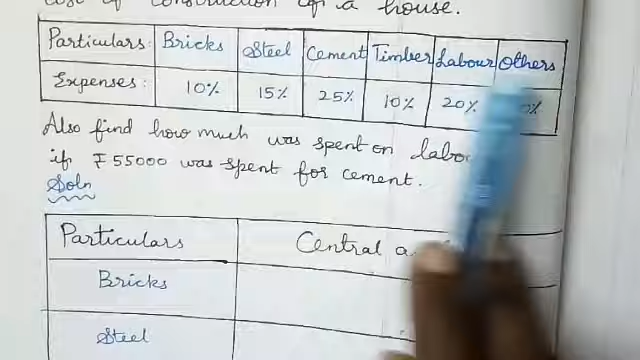 cost of construction of a house.
Particulars: Bricks Steel Cement Timber Labour Others
Expenses: 10% 15% 25% 10% 20%
Also find how much was spent on
if ₹ 55000 was spent for cement.
Soln
Particulars Central
Bricks
Steel